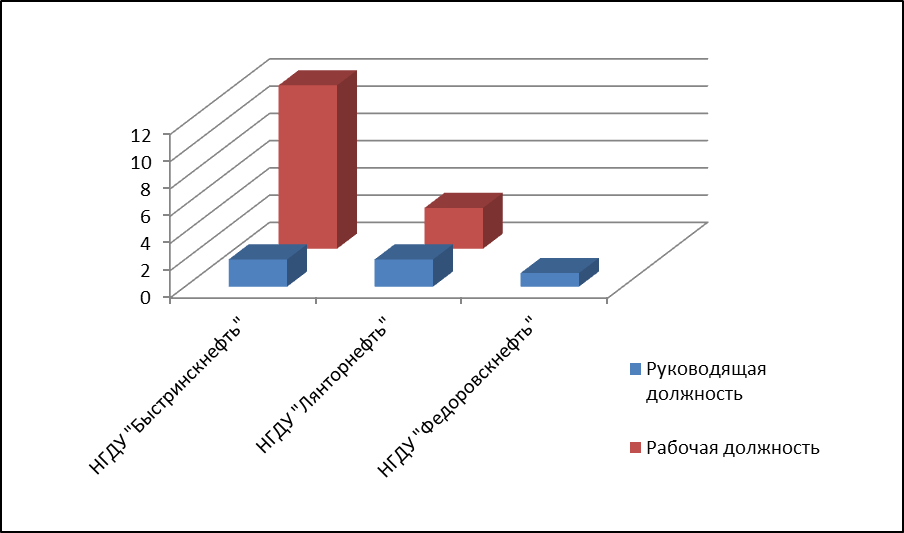 12
10
8
6
4
2
0
НГДУ "Быстринскнефть"
НГДУ "Лянторнефть"
НГДУ "Федоровскнефть"
Руководящая
должность
Рабочая должность